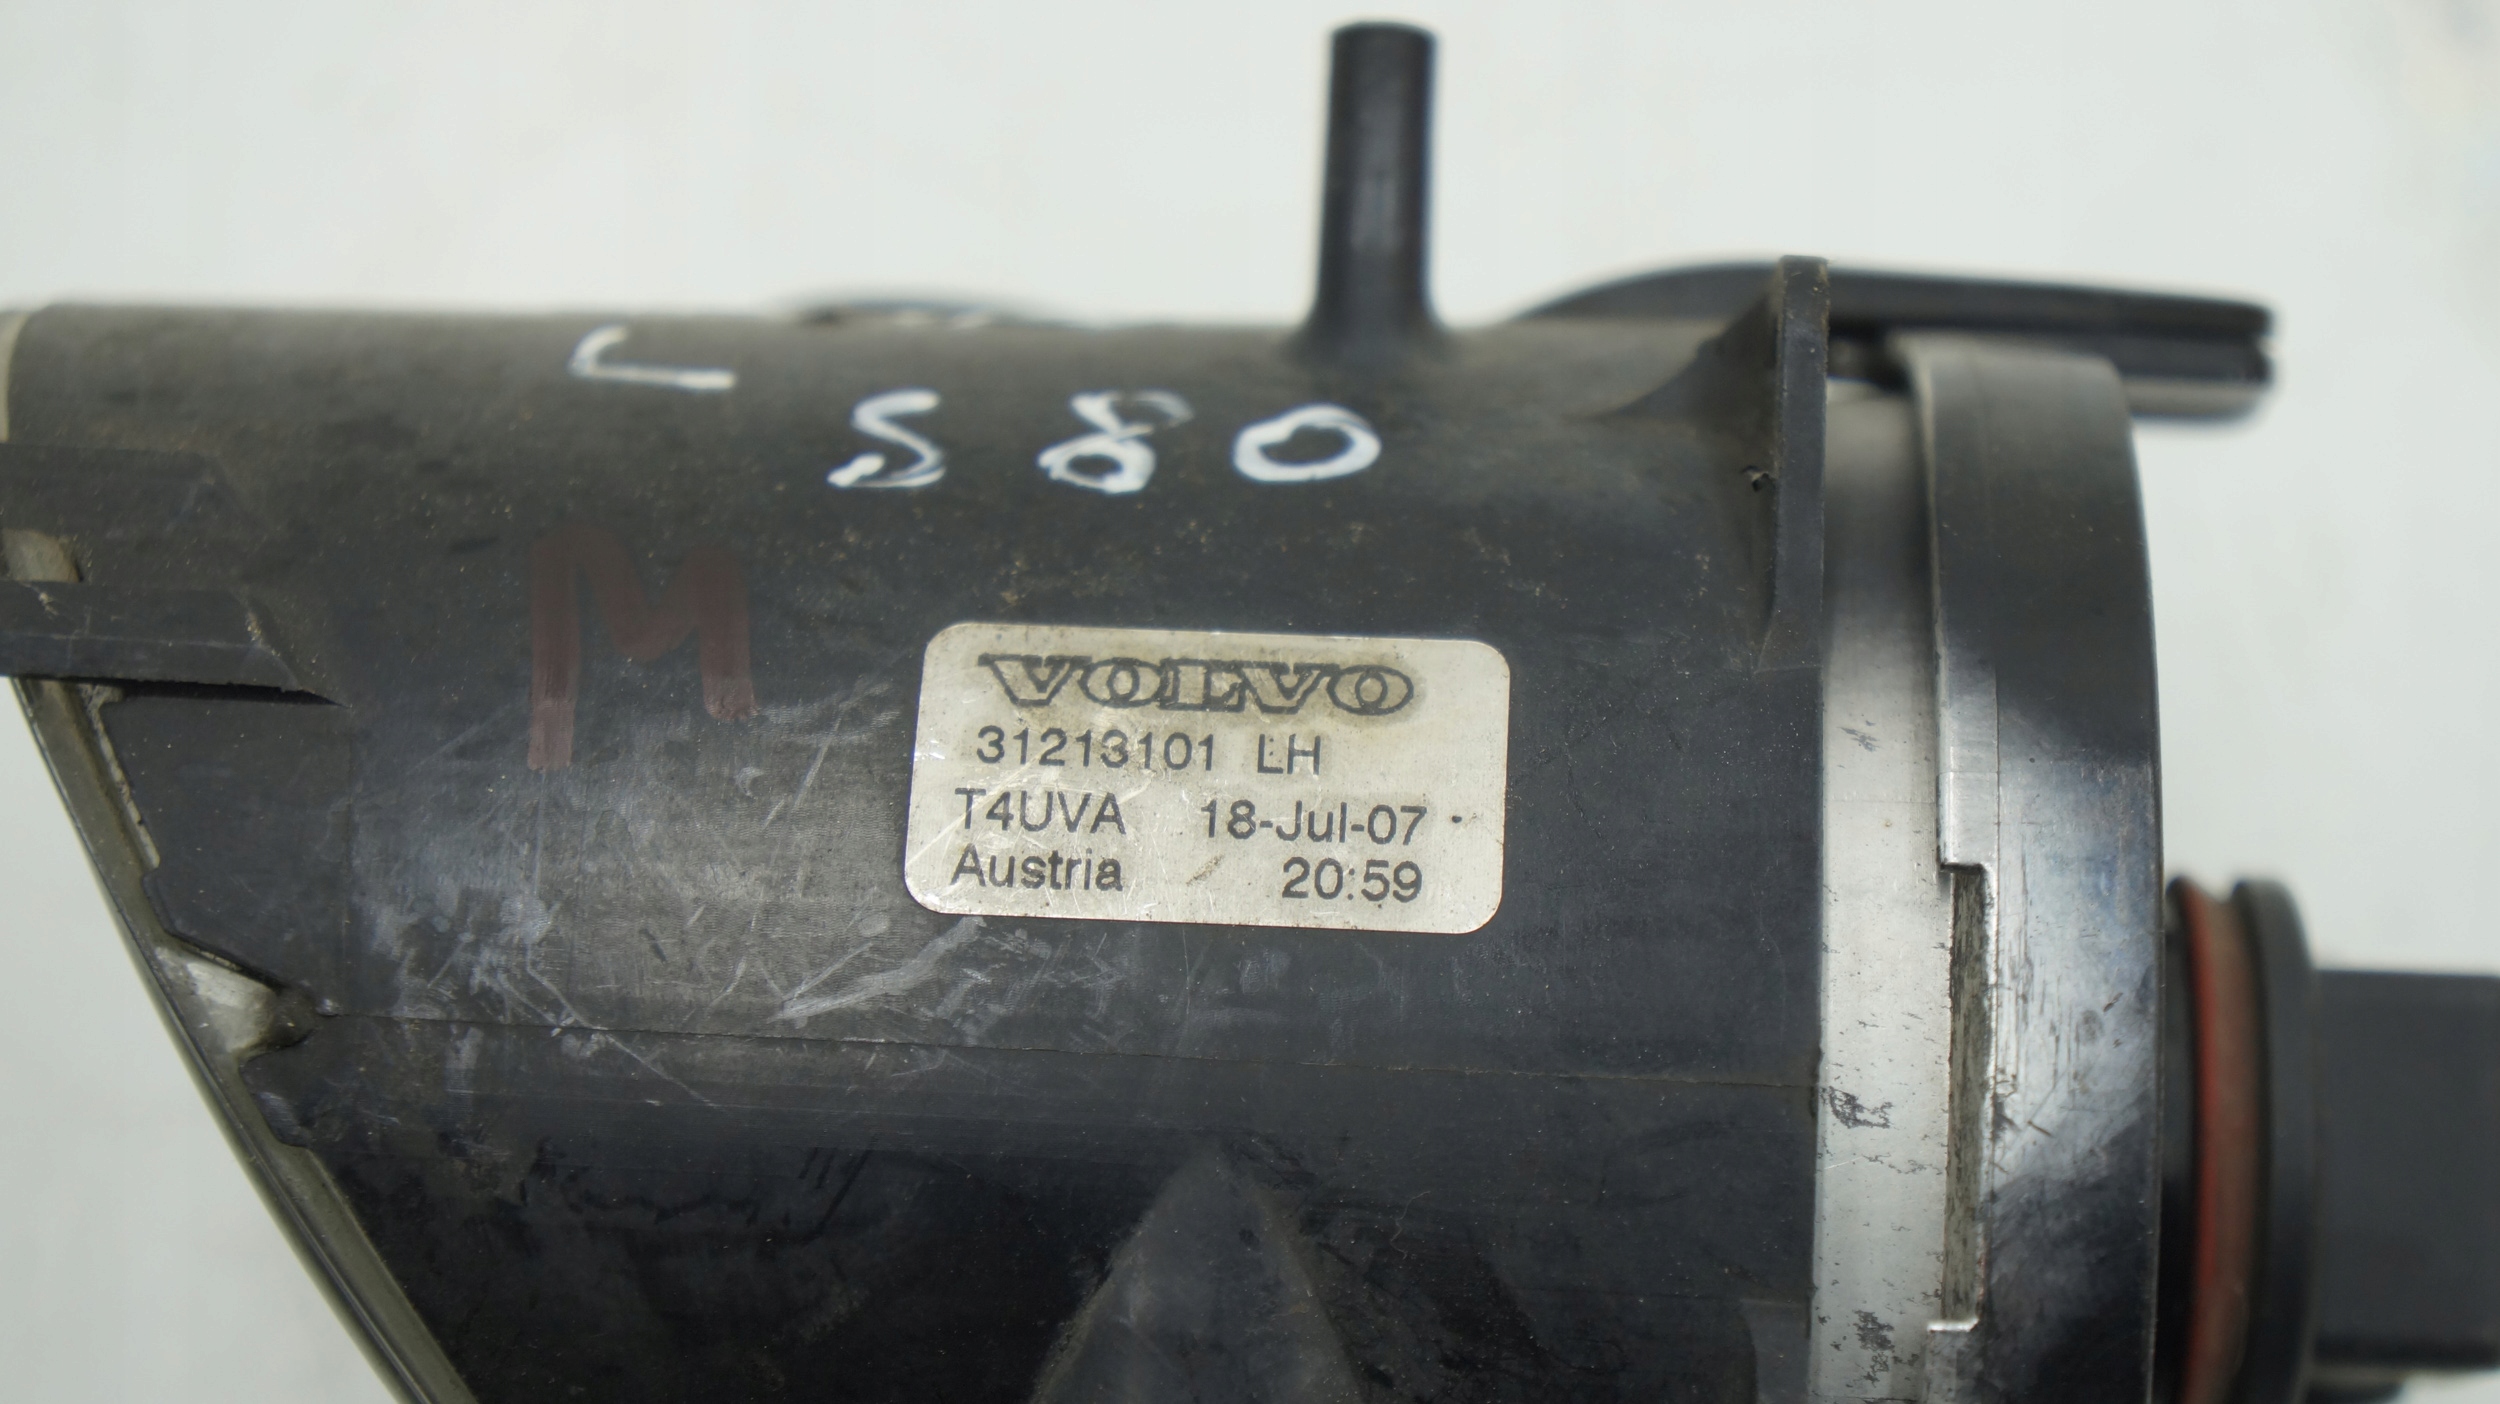 L
S80
M
VOLVO
31213101 LH
T4UVA 18-Jul-07
Austria 20:59